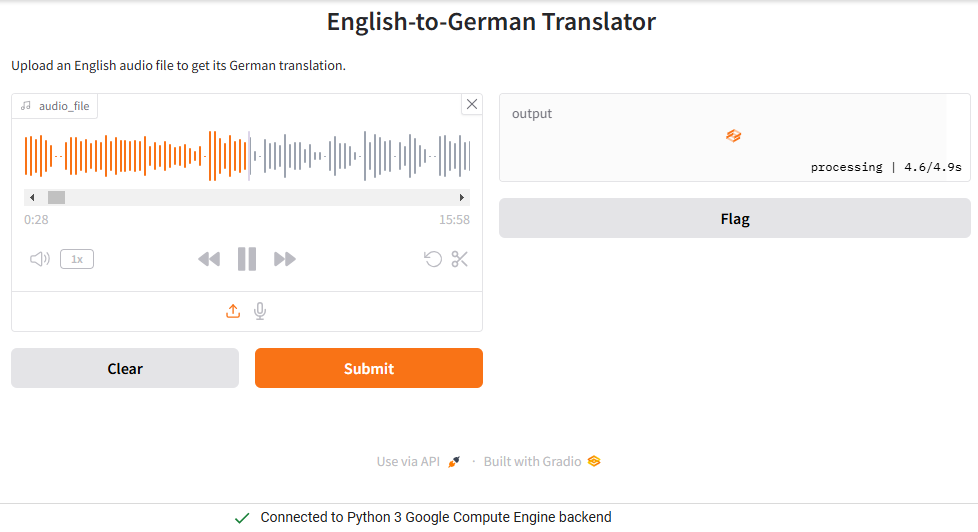 English-to-German Translator
Upload an English audio file to get its German translation.
audio_file
0:28
15:58
1x
Clear
Submit
output
processing | 4.6/4.9s
Flag
Use via API · Built with Gradio
Connected to Python 3 Google Compute Engine backend